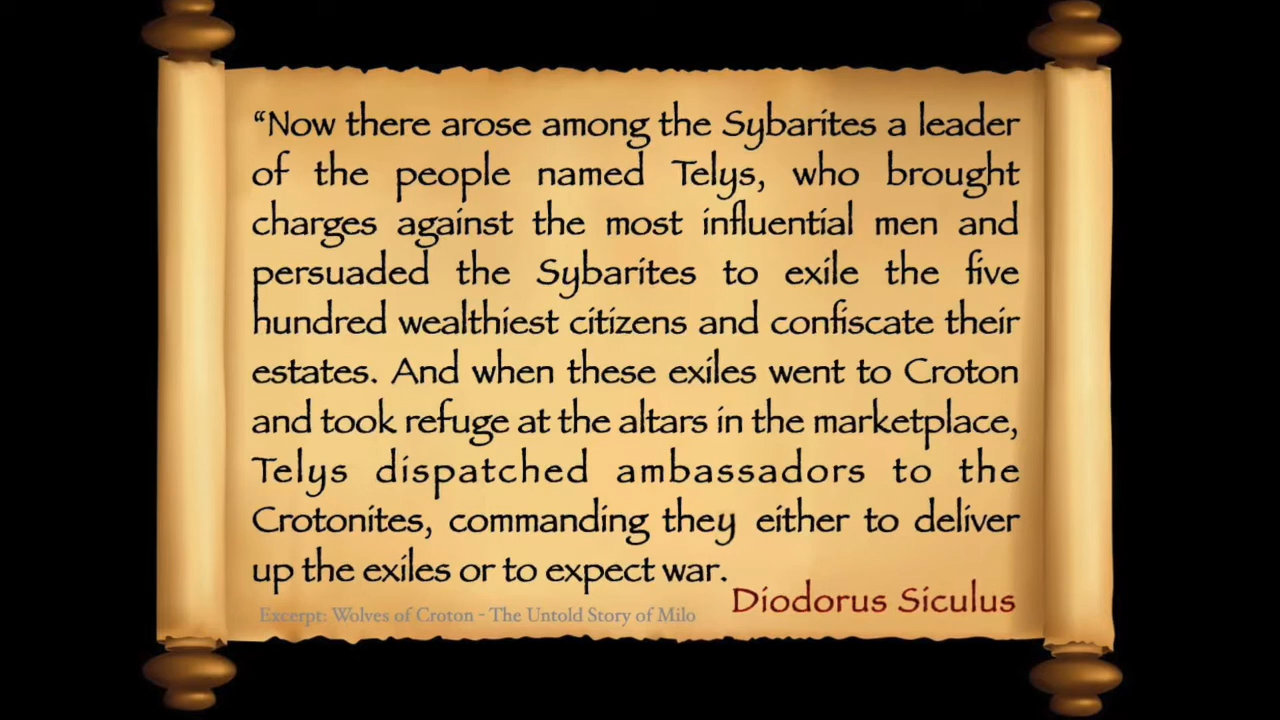 “Now there arose among the Sybarites a leader
of the people named Telys, who brought
charges against the most influential men and
persuaded the Sybarites to exile the five
hundred wealthiest citizens and confiscate their
estates. And when these exiles went to Croton
and took refuge at the altars in the marketplace,
Telys dispatched ambassadors to the
Crotonites, commanding they either to deliver
up the exiles or to expect war.
Diodorus Siculus
Excerpt: Wolves of Croton - The Untold Story of Milo